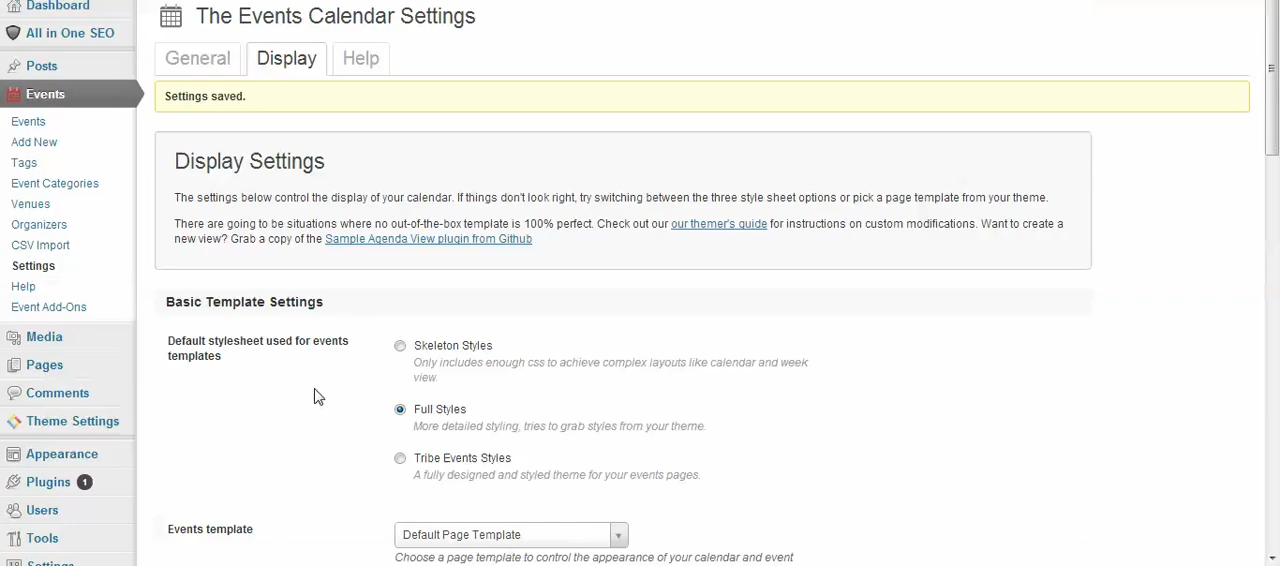 Dashboard
All in One SEO
Posts
Events
Events
Add New
Tags
Event Categories
Venues
Organizers
CSV Import
Settings
Help
Event Add-Ons
Media
Pages
Comments
Theme Settings
Appearance
Plugins 1
Users
Tools
Settings
The Events Calendar Settings
General Display Help
Settings saved.
Display Settings
The settings below control the display of your calendar. If things don't look right, try switching between the three style sheet options or pick a page template from your theme.
There are going to be situations where no out-of-the-box template is 100% perfect. Check out our our themer's guide for instructions on custom modifications. Want to create a
new view? Grab a copy of the Sample Agenda View plugin from Github
Basic Template Settings
Default stylesheet used for events
templates
Skeleton Styles
Only includes enough css to achieve complex layouts like calendar and week
view.
Full Styles
More detailed styling, tries to grab styles from your theme.
Tribe Events Styles
A fully designed and styled theme for your events pages.
Events template
Default Page Template
Choose a page template to control the appearance of your calendar and event